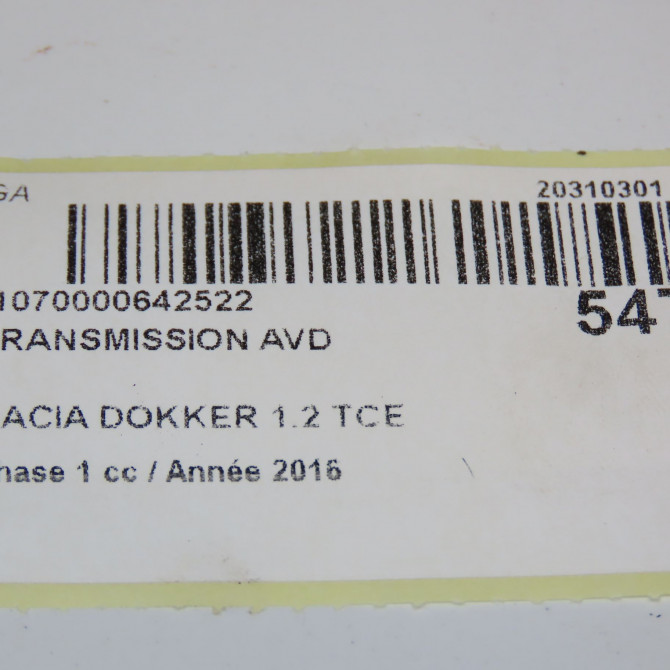 GA 20310301
1070000642522
547
RANSMISSION AVD
ACIA DOKKER 1.2 TCE
hase 1 cc / Année 2016